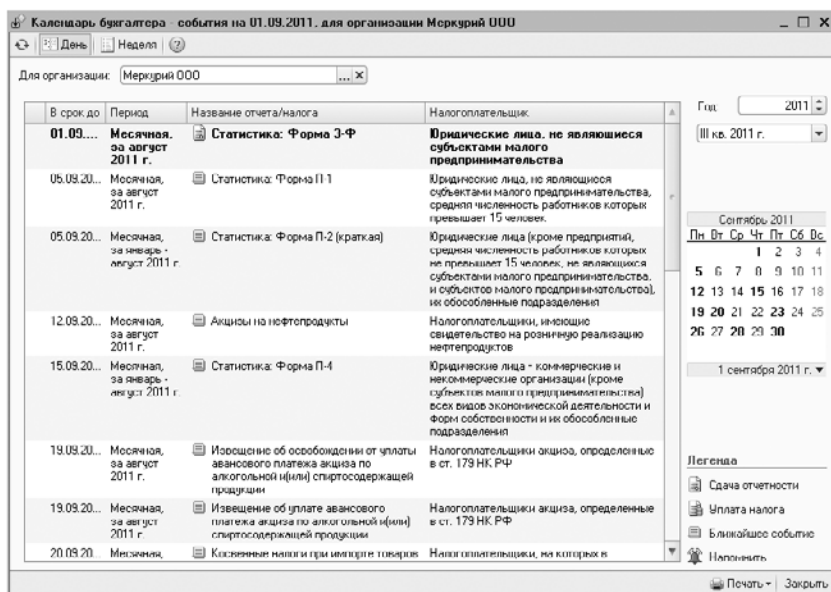 Календарь бухгалтера - события на 01.09.2011, для организации Меркурий ООО
День Неделя
Для организации: Меркурий ООО ... x
В срок до Период Название отчета/налога Налогоплательщик
01.09.... Месячная, за август 2011 г. Статистика: Форма 3-Ф Юридические лица, не являющиеся субъектами малого предпринимательства
05.09.20... Месячная, за август 2011 г. Статистика: Форма П-1 Юридические лица, не являющиеся субъектами малого предпринимательства, средняя численность работников которых превышает 15 человек.
05.09.20... Месячная, за январь - август 2011 г. Статистика: Форма П-2 (краткая) Юридические лица (кроме предприятий, средняя численность работников которых не превышает 15 человек, не являющихся субъектами малого предпринимательства, и субъектов малого предпринимательства), их обособленные подразделения
12.09.20... Месячная, за август 2011 г. Акцизы на нефтепродукты Налогоплательщики, имеющие свидетельство на розничную реализацию нефтепродуктов
15.09.20... Месячная, за январь - август 2011 г. Статистика: Форма П-4 Юридические лица - коммерческие и некоммерческие организации (кроме субъектов малого предпринимательства) всех видов экономической деятельности и форм собственности и их обособленные подразделения
19.09.20... Месячная, за август 2011 г. Извещение об освобождении от уплаты авансового платежа акциза по алкогольной и(или) спиртосодержащей продукции Налогоплательщики акциза, определенные в ст. 179 НК РФ
19.09.20... Месячная, за август 2011 г. Извещение об уплате авансового платежа акциза по алкогольной и(или) спиртосодержащей продукции Налогоплательщики акциза, определенные в ст. 179 НК РФ
20.09.20... Месячная, Косвенные налоги при импорте товаров Налогоплательщики, на которых в
Год: 2011
III кв. 2011 г.
Сентябрь 2011
Пн Вт Ср Чт Пт Сб Вс
1 2 3 4
5 6 7 8 9 10 11
12 13 14 15 16 17 18
19 20 21 22 23 24 25
26 27 28 29 30
1 сентября 2011 г.
Легенда
Сдача отчетности
Уплата налога
Ближайшее событие
Напомнить
Печать Закрыть